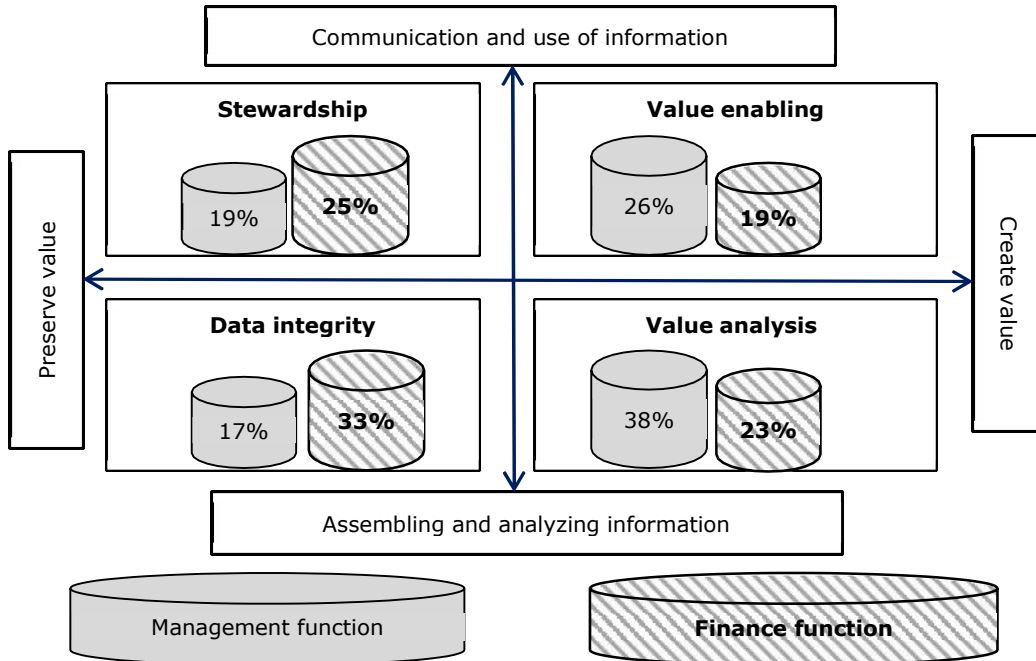 Communication and use of information
Stewardship
19%
25%
Value enabling
26%
19%
Preserve value
Create value
Data integrity
17%
33%
Value analysis
38%
23%
Assembling and analyzing information
Management function
Finance function